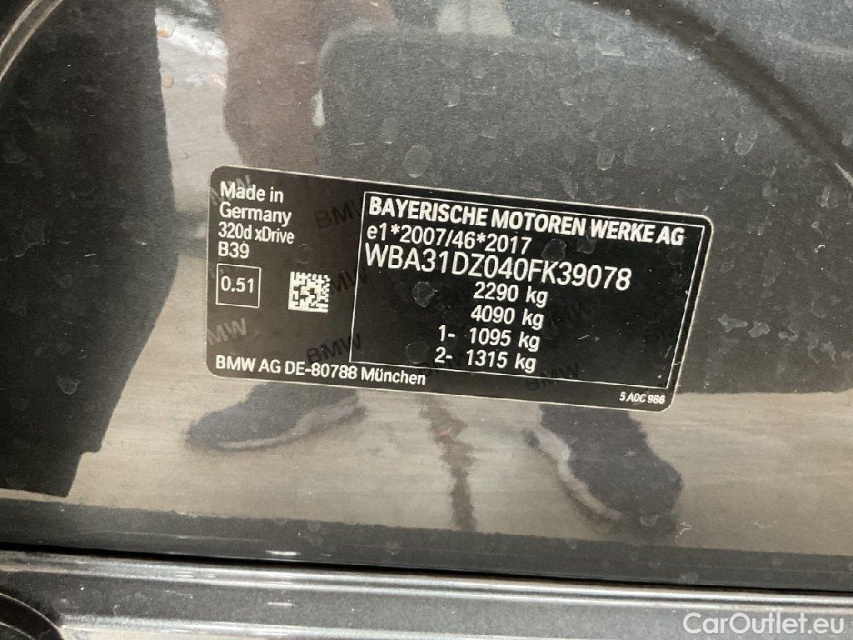 Made in
Germany
320d xDrive
B39
0.51
BMW AG DE-80788 München
BAYERISCHE MOTOREN WERKE AG
e1*2007/46*2017
WBA31DZ040FK39078
2290 kg
4090 kg
1- 1095 kg
2- 1315 kg
5 A0C 986
CarOutlet.eu